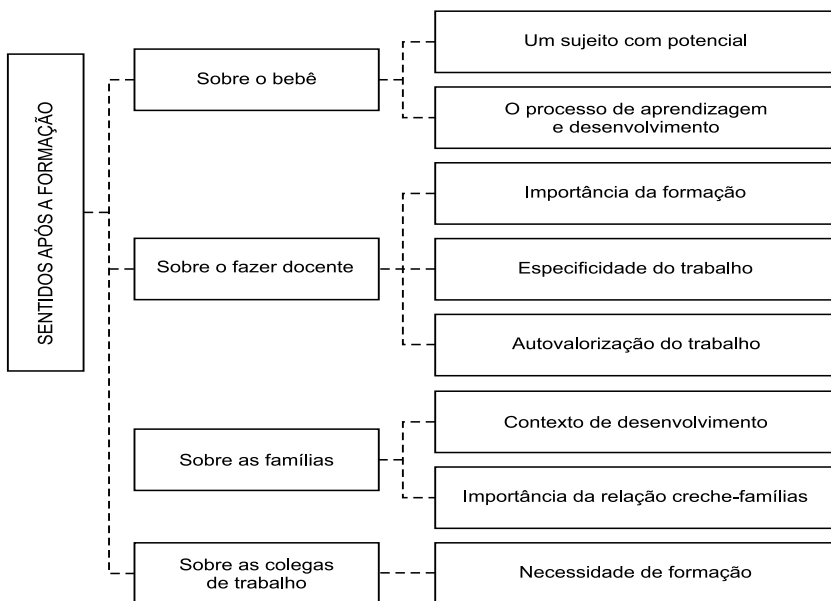 SENTIDOS APÓS A FORMAÇÃO
Sobre o bebê
Um sujeito com potencial
O processo de aprendizagem
e desenvolvimento
Sobre o fazer docente
Importância da formação
Especificidade do trabalho
Autovalorização do trabalho
Sobre as famílias
Contexto de desenvolvimento
Importância da relação creche-famílias
Sobre as colegas
de trabalho
Necessidade de formação